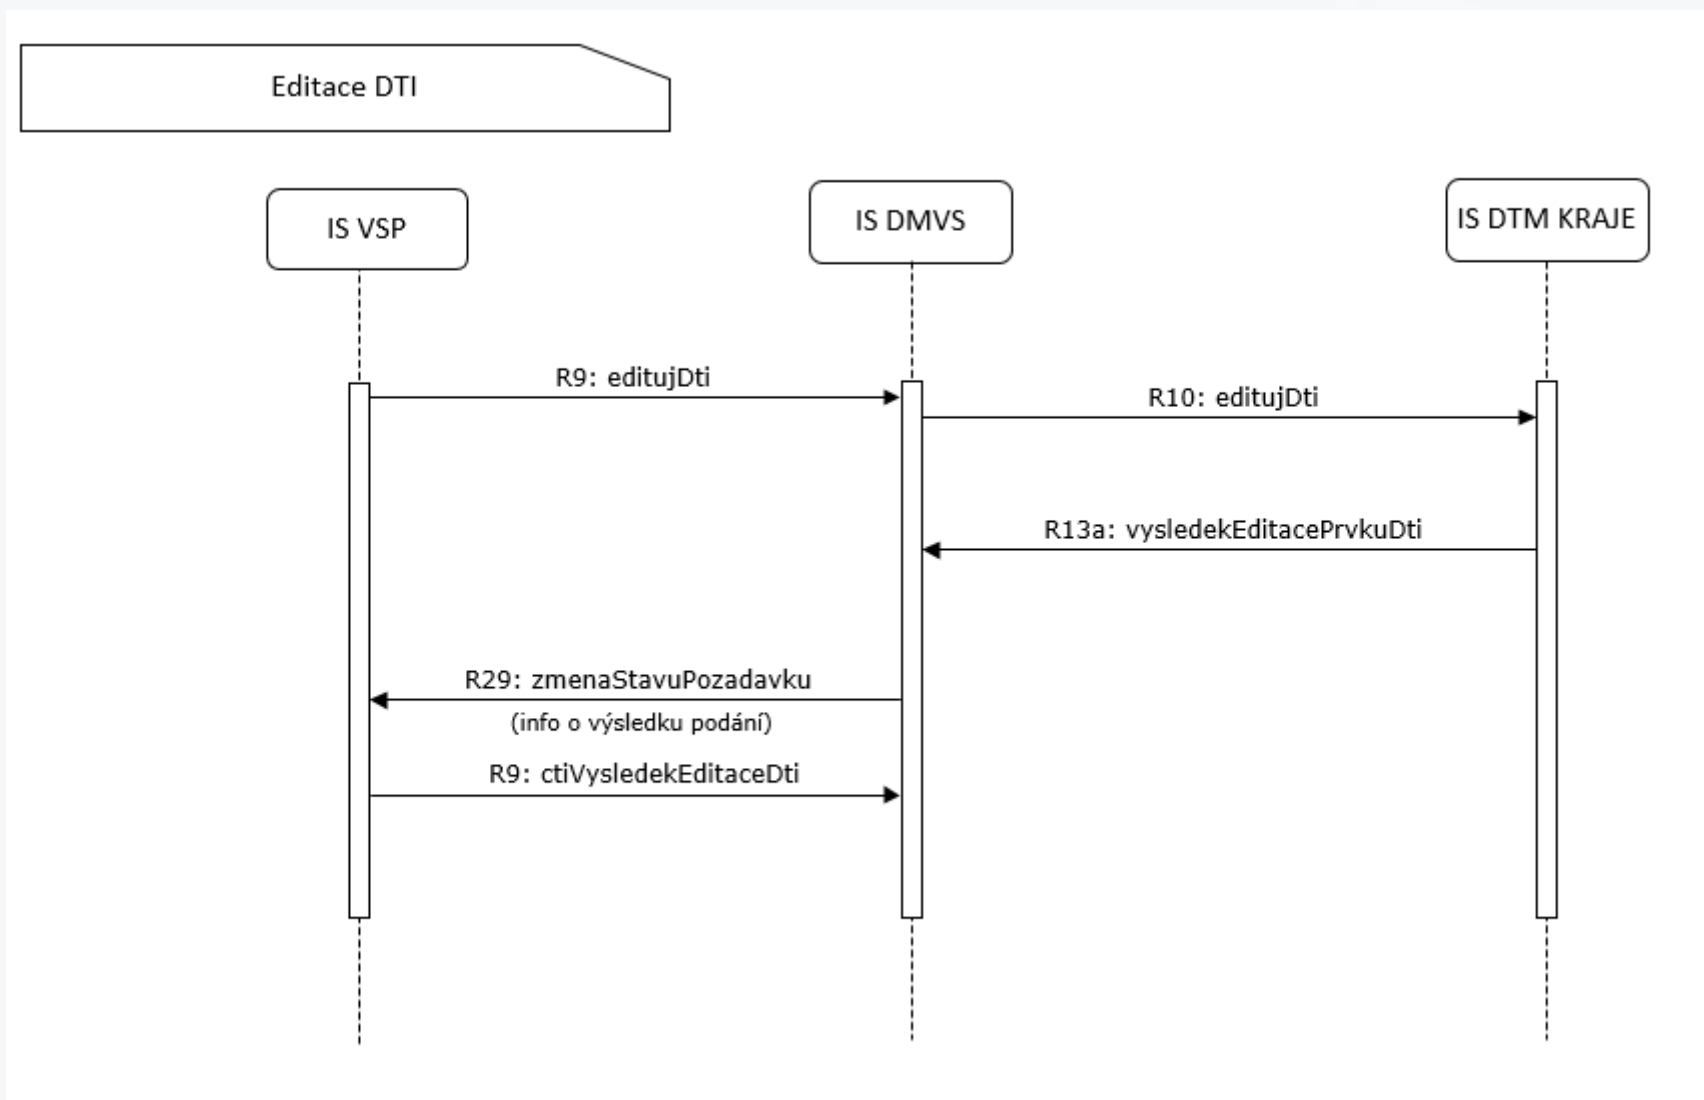 Editace DTI
IS VSP
IS DMVS
IS DTM KRAJE
R9: editujDti
R10: editujDti
R13a: vysledekEditacePrvkuDti
R29: zmenaStavuPozadavku
(info o výsledku podání)
R9: ctiVysledekEditaceDti